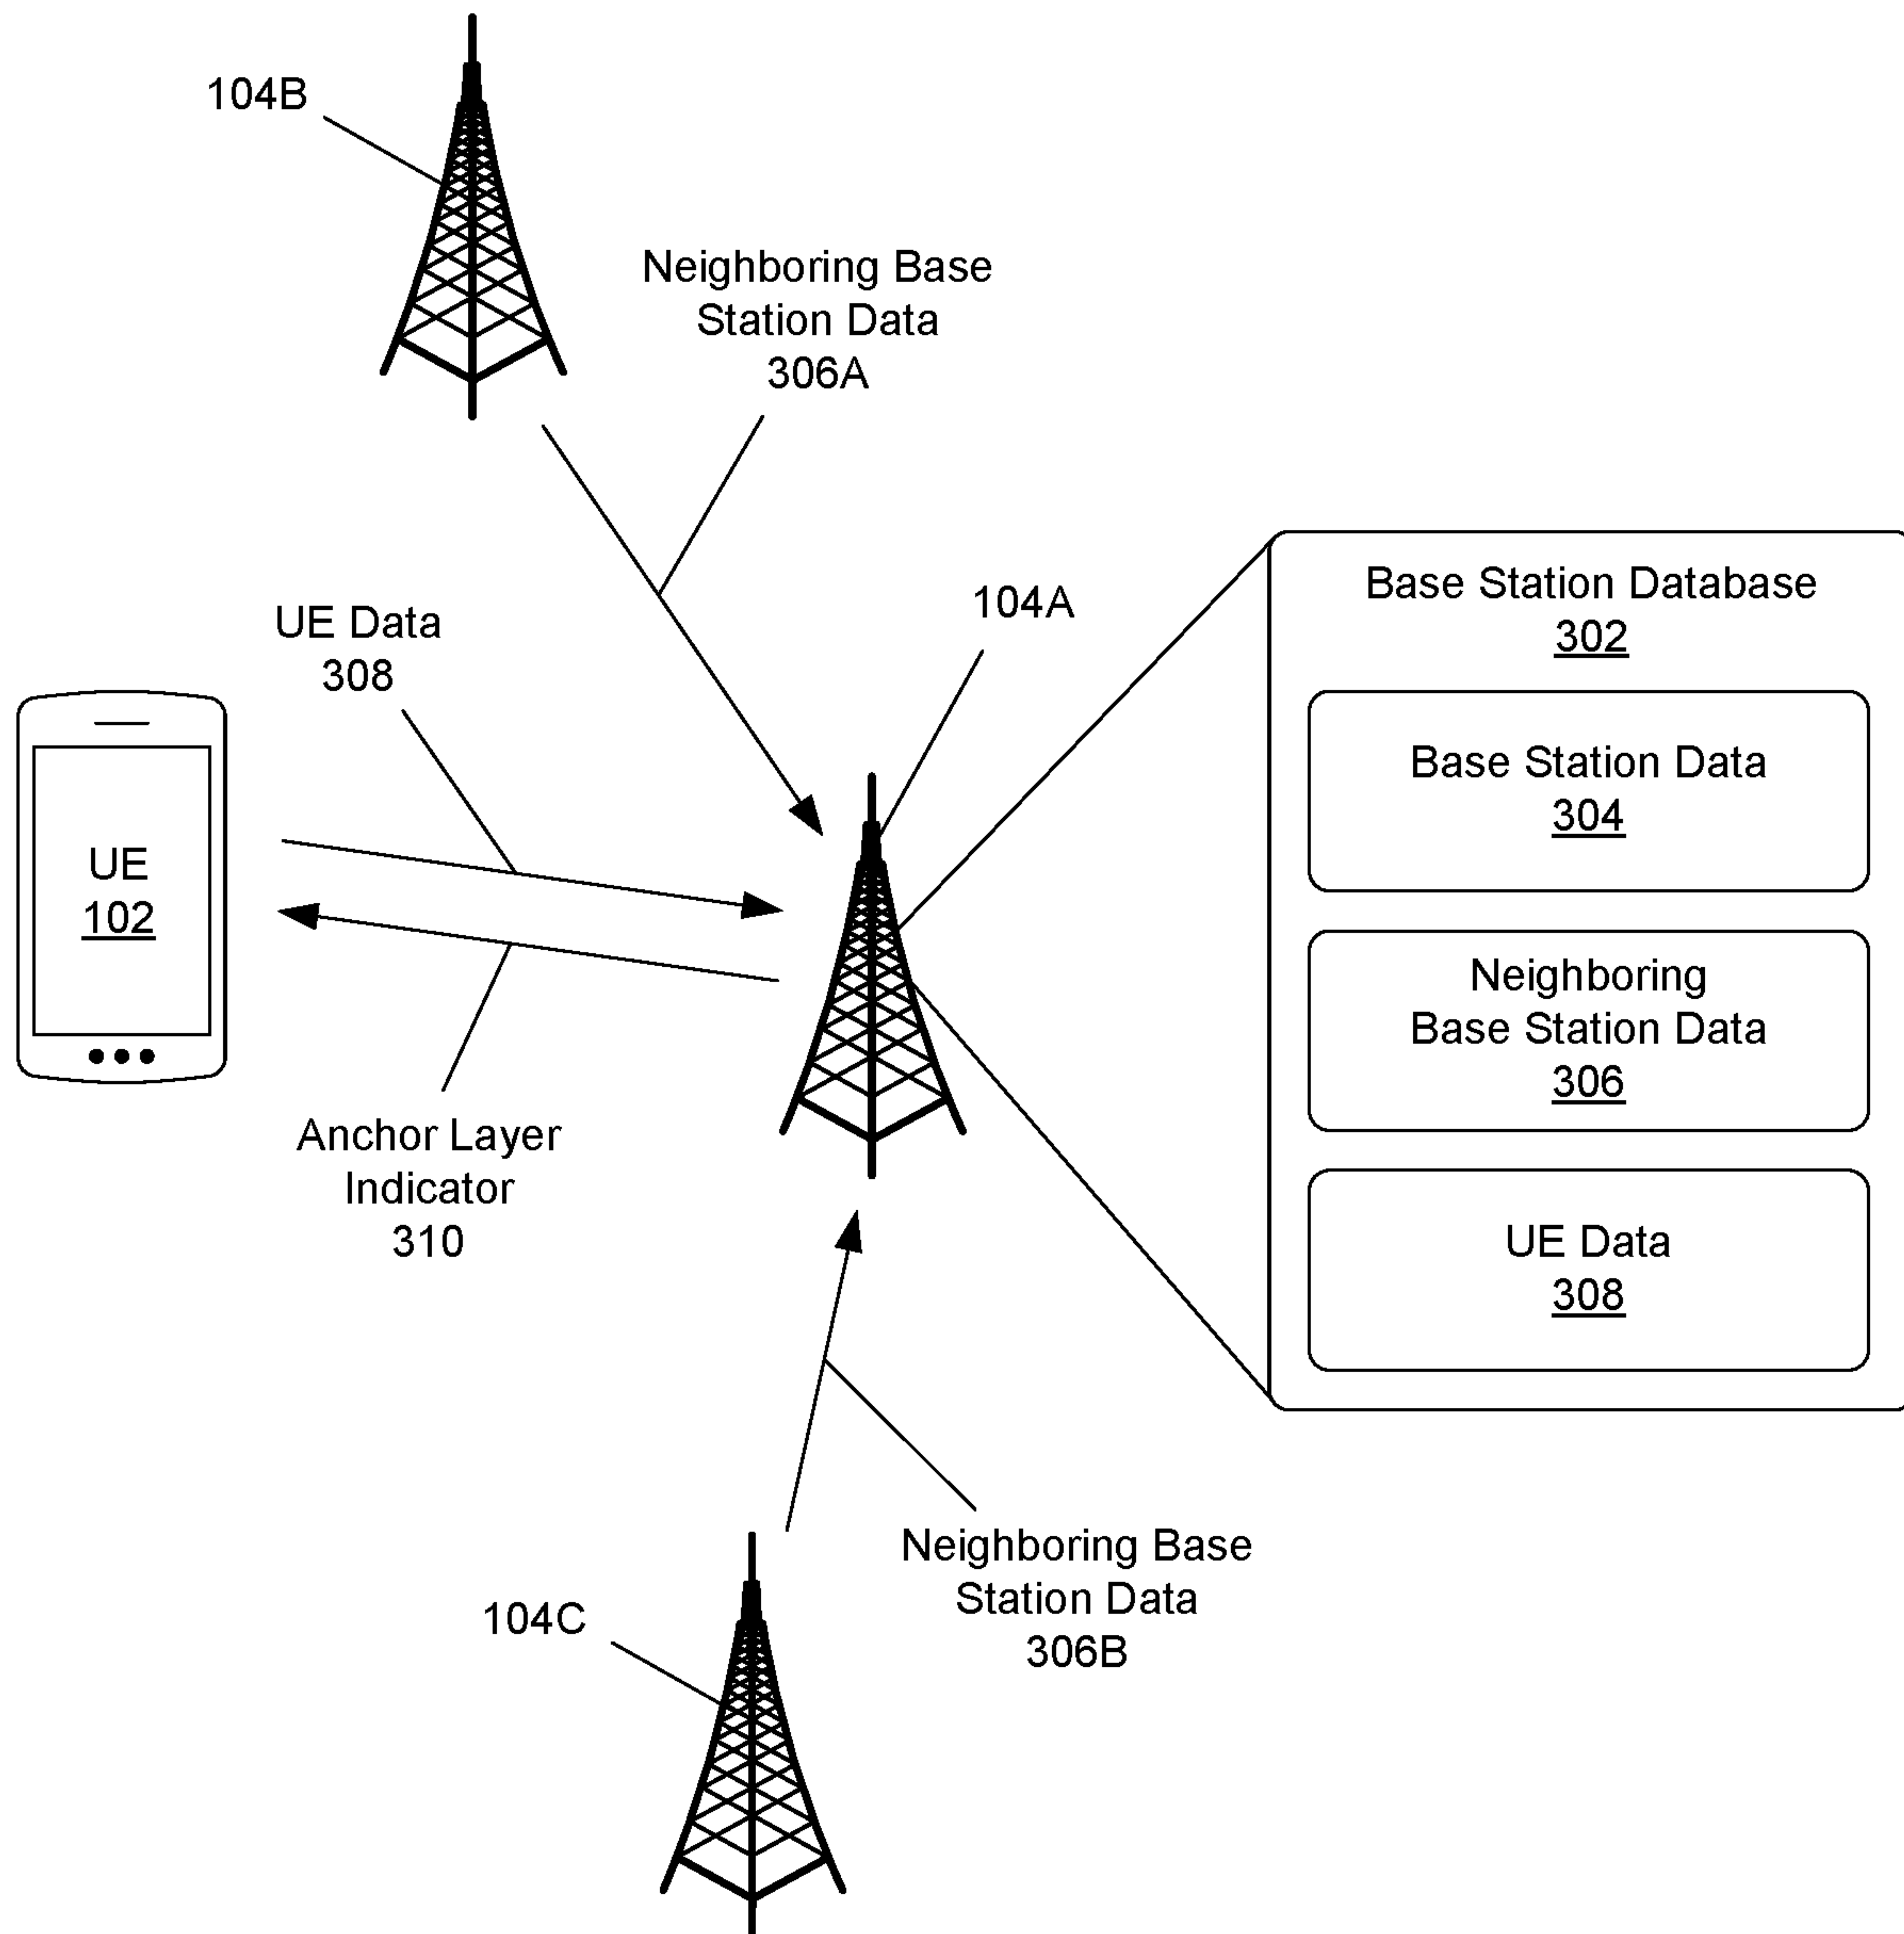 104B
Neighboring Base
Station Data
306A
104A
UE Data
308
UE
102
Anchor Layer
Indicator
310
Base Station Database
302
Base Station Data
304
Neighboring
Base Station Data
306
UE Data
308
104C
Neighboring Base
Station Data
306B